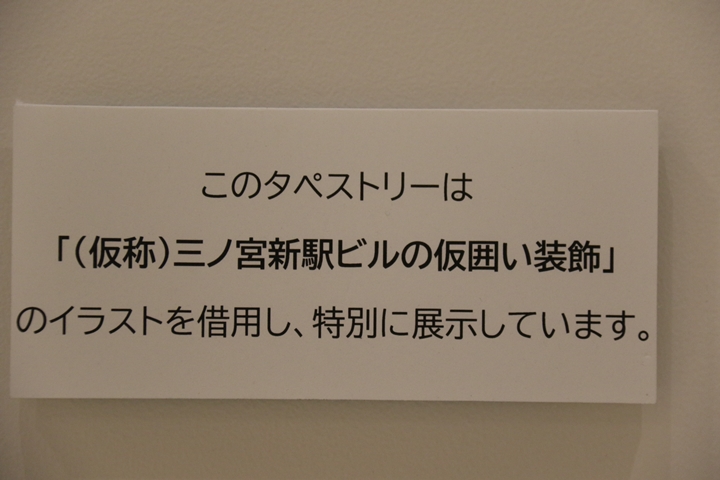 このタペストリーは
「(仮称)三ノ宮新駅ビルの仮囲い装飾」
のイラストを借用し、特別に展示しています。